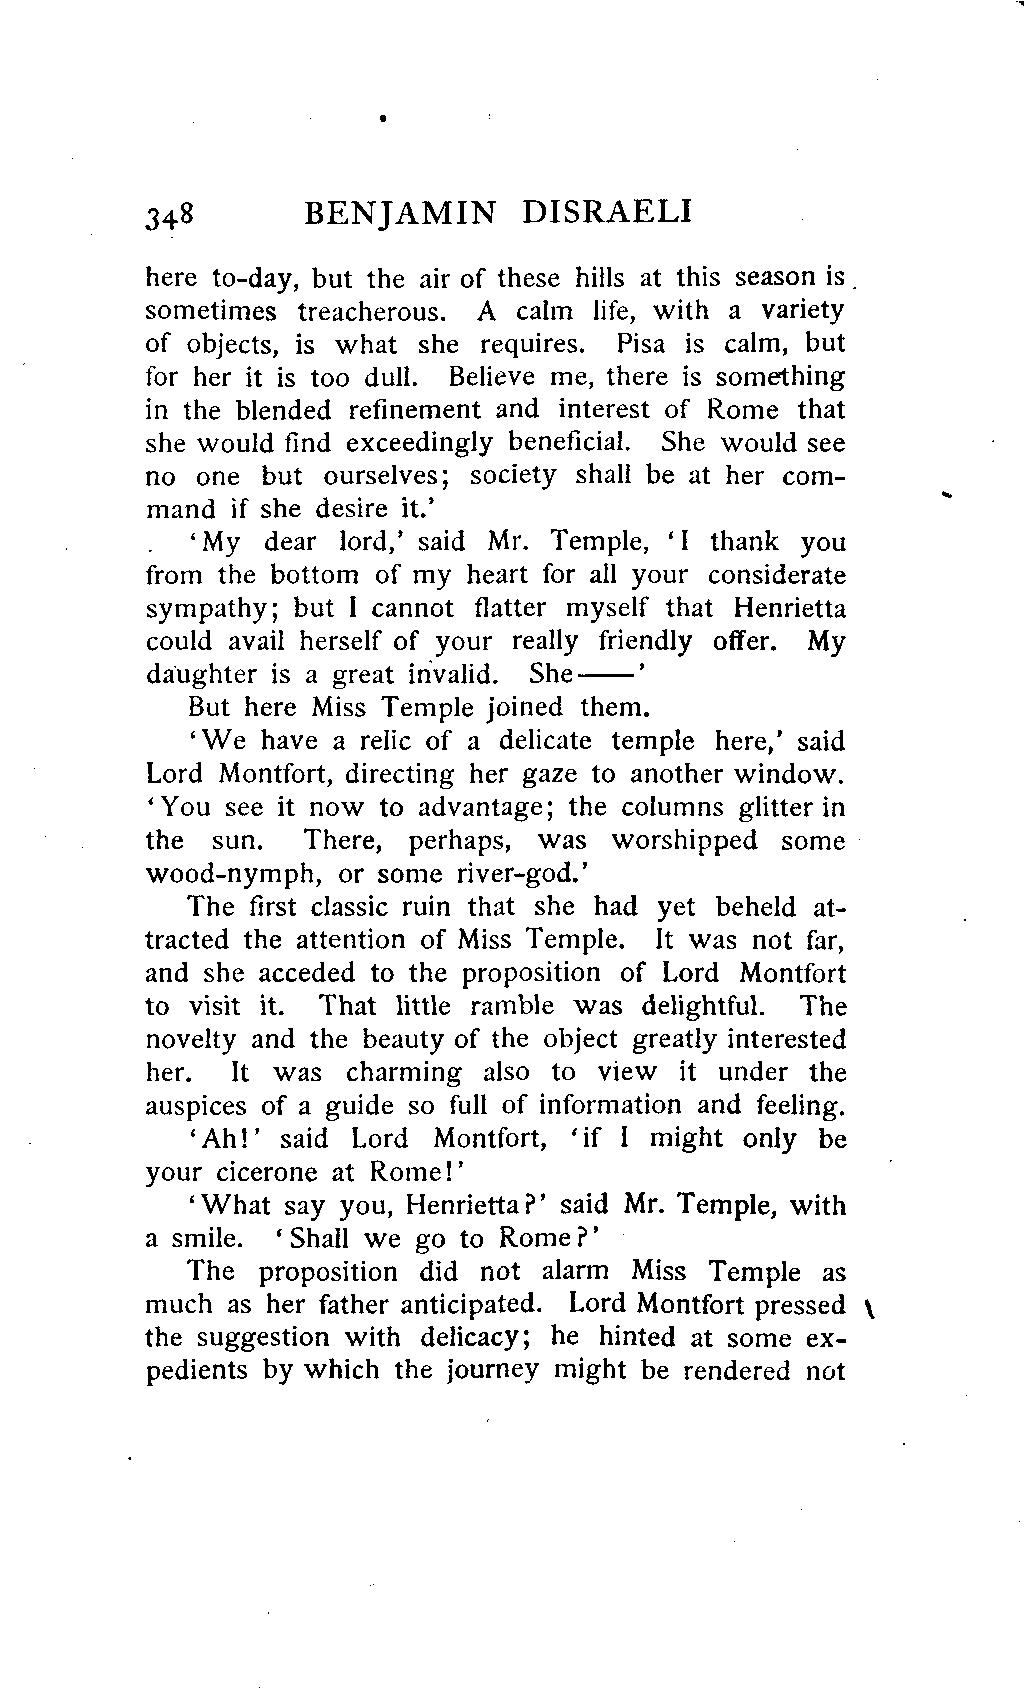 348 BENJAMIN DISRAELI
here to-day, but the air of these hills at this season is
sometimes treacherous. A calm life, with a variety
of objects, is what she requires. Pisa is calm, but
for her it is too dull. Believe me, there is something
in the blended refinement and interest of Rome that
she would find exceedingly beneficial. She would see
no one but ourselves; society shall be at her com-
mand if she desire it.'
'My dear lord,' said Mr. Temple, 'I thank you
from the bottom of my heart for all your considerate
sympathy; but I cannot flatter myself that Henrietta
could avail herself of your really friendly offer. My
daughter is a great invalid. She——'
But here Miss Temple joined them.
'We have a relic of a delicate temple here,' said
Lord Montfort, directing her gaze to another window.
'You see it now to advantage; the columns glitter in
the sun. There, perhaps, was worshipped some
wood-nymph, or some river-god.'
The first classic ruin that she had yet beheld at-
tracted the attention of Miss Temple. It was not far,
and she acceded to the proposition of Lord Montfort
to visit it. That little ramble was delightful. The
novelty and the beauty of the object greatly interested
her. It was charming also to view it under the
auspices of a guide so full of information and feeling.
'Ah!' said Lord Montfort, 'if I might only be
your cicerone at Rome!'
'What say you, Henrietta?' said Mr. Temple, with
a smile. 'Shall we go to Rome?'
The proposition did not alarm Miss Temple as
much as her father anticipated. Lord Montfort pressed
the suggestion with delicacy; he hinted at some ex-
pedients by which the journey might be rendered not